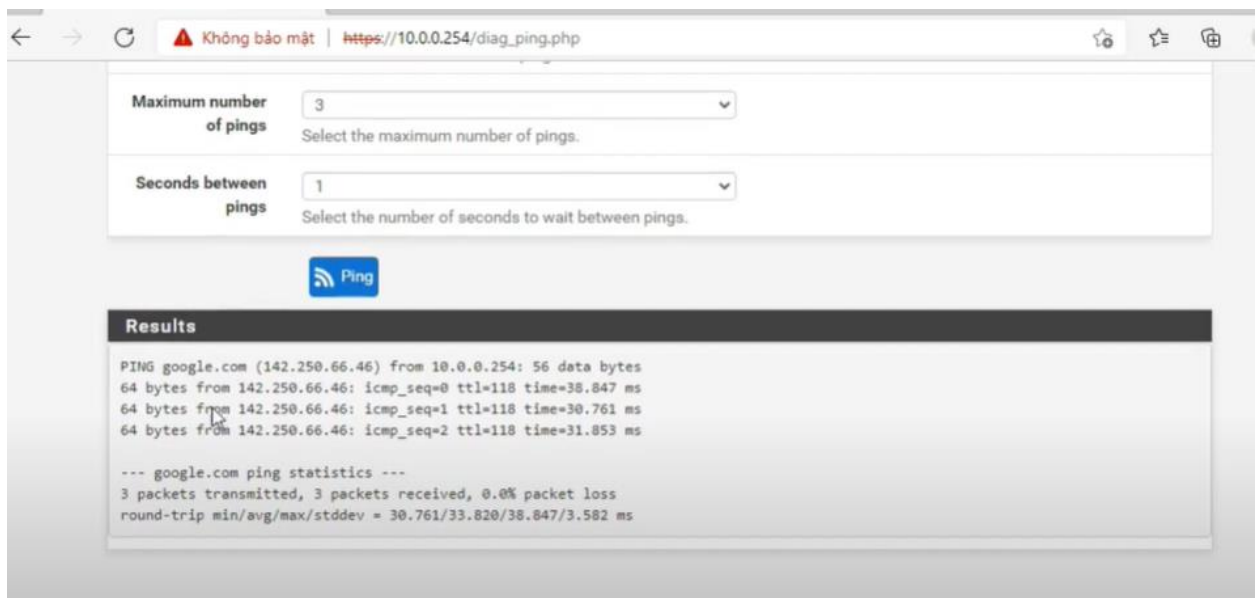 Không bảo mật | https://10.0.0.254/diag_ping.php
Maximum number
of pings
3
Select the maximum number of pings.
Seconds between
pings
1
Select the number of seconds to wait between pings.
Ping
Results
PING google.com (142.250.66.46) from 10.0.0.254: 56 data bytes
64 bytes from 142.250.66.46: icmp_seq=0 ttl=118 time=38.847 ms
64 bytes from 142.250.66.46: icmp_seq=1 ttl=118 time=30.761 ms
64 bytes from 142.250.66.46: icmp_seq=2 ttl=118 time=31.853 ms
--- google.com ping statistics ---
3 packets transmitted, 3 packets received, 0.0% packet loss
round-trip min/avg/max/stddev = 30.761/33.820/38.847/3.582 ms